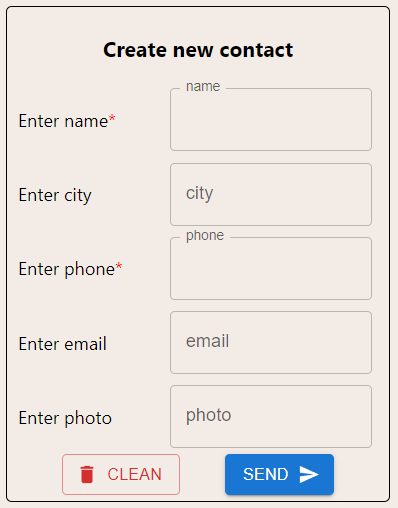 Create new contact
name
Enter name*
Enter city
city
phone
Enter phone*
Enter email
email
Enter photo
photo
CLEAN
SEND